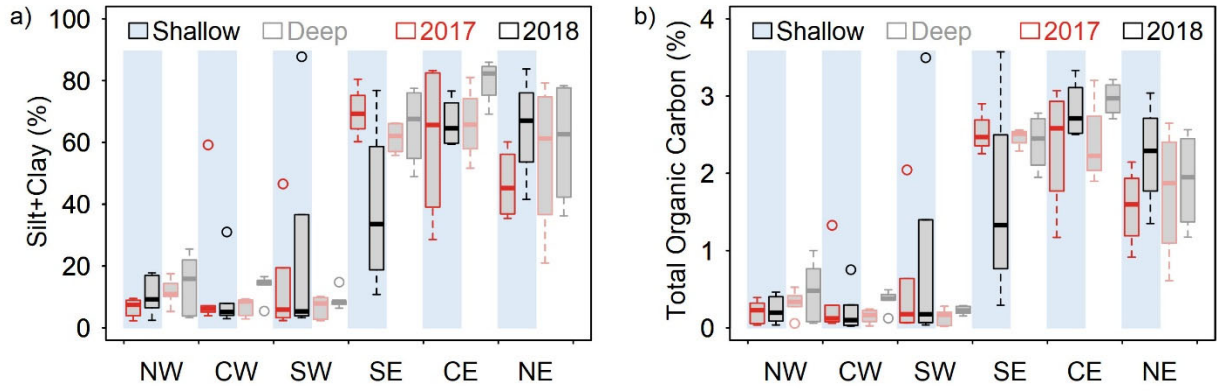 a)
Shallow Deep 2017 2018
Silt+Clay (%)
100
80
60
40
20
0
NW CW SW SE CE NE
b)
Shallow Deep 2017 2018
Total Organic Carbon (%)
4
3
2
1
0
NW CW SW SE CE NE